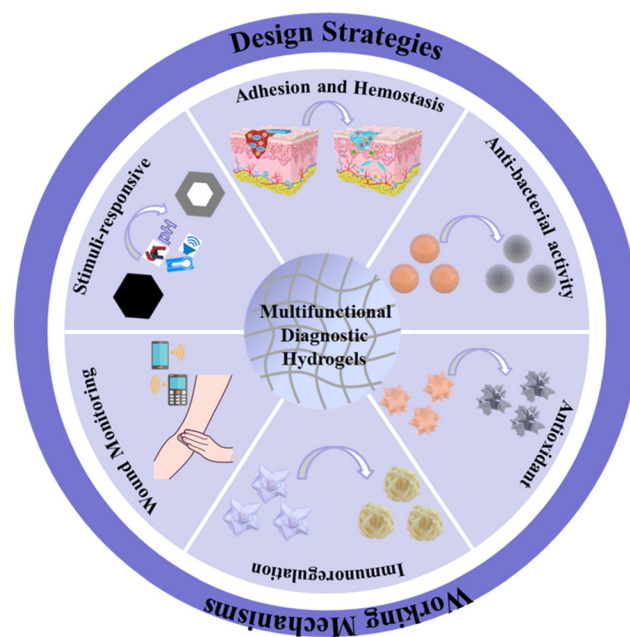 Design Strategies
Adhesion and Hemostasis
Anti-bacterial activity
Antioxidant
Immunoregulation
Wound Monitoring
Stimuli-responsive
pH
Multifunctional
Diagnostic
Hydrogels
Working Mechanisms